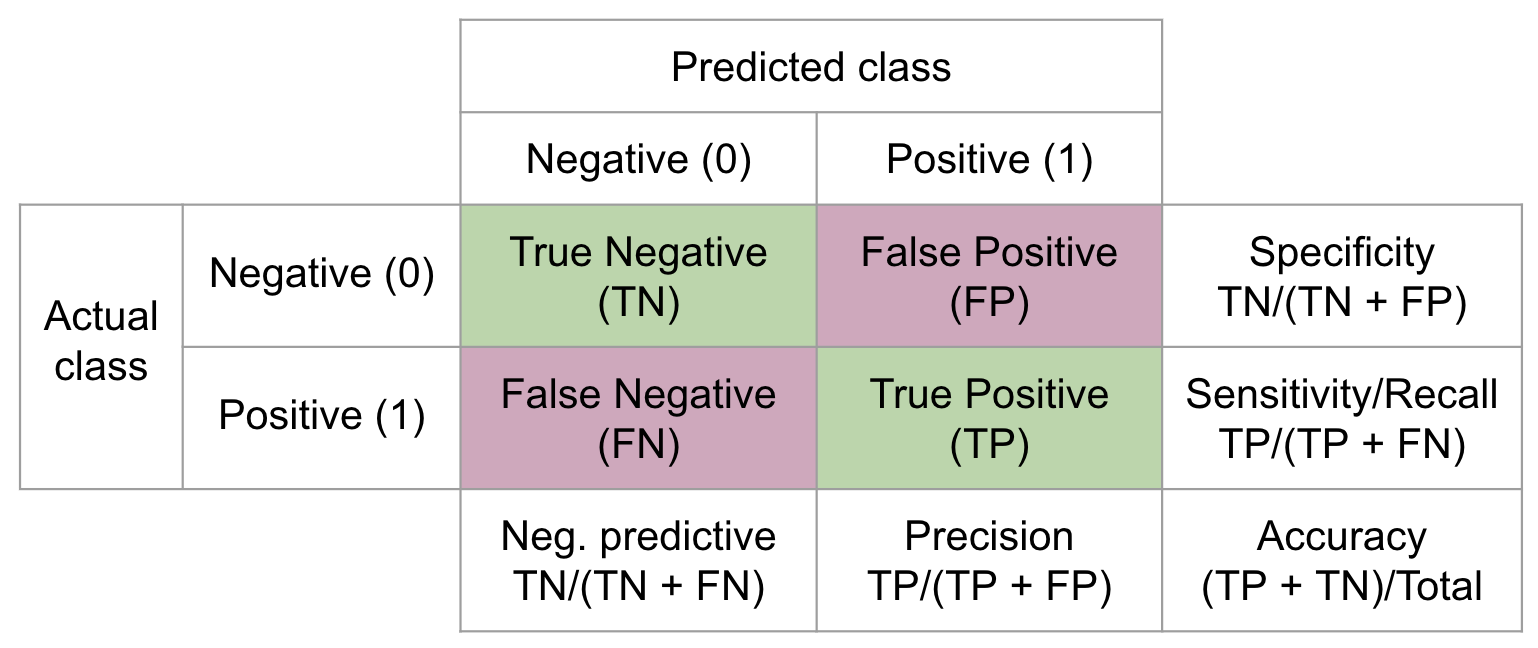 Predicted class
Negative (0)
Positive (1)
Actual
class
Negative (0)
True Negative
(TN)
False Positive
(FP)
Specificity
TN/(TN + FP)
Positive (1)
False Negative
(FN)
True Positive
(TP)
Sensitivity/Recall
TP/(TP + FN)
Neg. predictive
TN/(TN + FN)
Precision
TP/(TP + FP)
Accuracy
(TP + TN)/Total